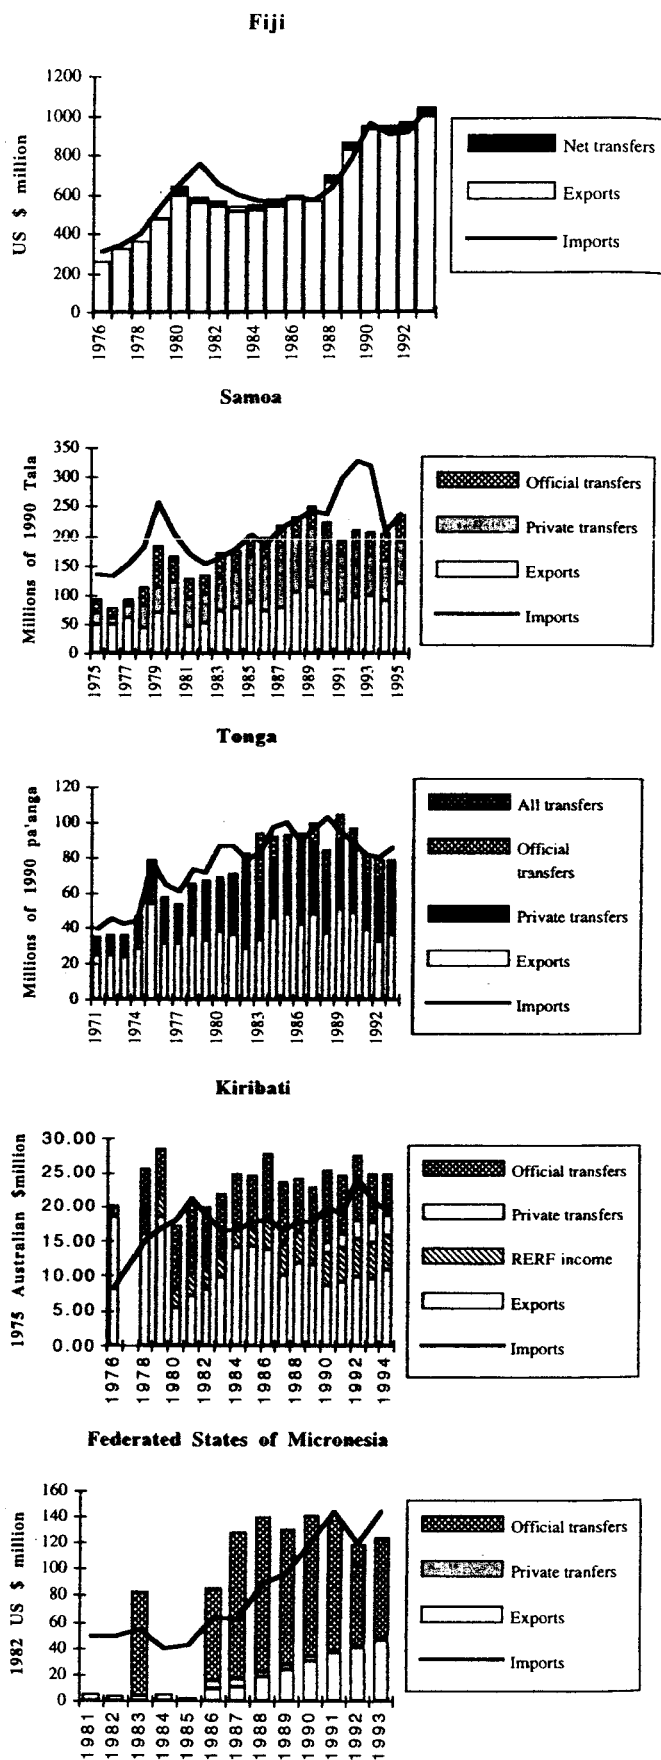 Fiji
US $ million
1200
1000
800
600
400
200
0
1976
1978
1980
1982
1984
1986
1988
1990
1992
Net transfers
Exports
Imports
Samoa
Millions of 1990 Tala
350
300
250
200
150
100
50
0
1975
1977
1979
1981
1983
1985
1987
1989
1991
1993
1995
Official transfers
Private transfers
Exports
Imports
Tonga
Millions of 1990 pa'anga
120
100
80
60
40
20
0
1971
1974
1977
1980
1983
1986
1989
1992
All transfers
Official
transfers
Private transfers
Exports
Imports
Kiribati
1975 Australian $million
30.00
25.00
20.00
15.00
10.00
5.00
0.00
1976
1978
1980
1982
1984
1986
1988
1990
1992
1994
Official transfers
Private transfers
RERF income
Exports
Imports
Federated States of Micronesia
1982 US $ million
160
140
120
100
80
60
40
20
0
1981
1982
1983
1984
1985
1986
1987
1988
1989
1990
1991
1992
1993
Official transfers
Private tranfers
Exports
Imports